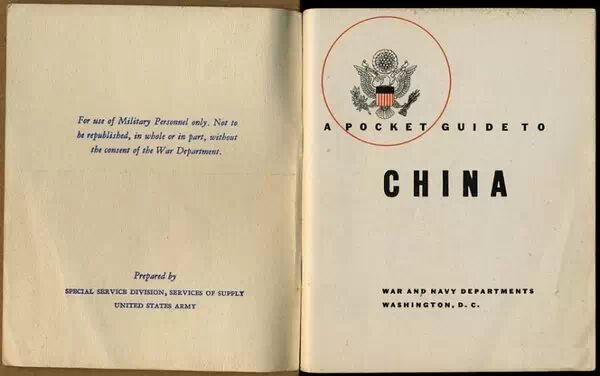 For use of Military Personnel only. Not to
be republished, in whole or in part, without
the consent of the War Department.
Prepared by
SPECIAL SERVICE DIVISION, SERVICES OF SUPPLY
UNITED STATES ARMY
A POCKET GUIDE TO
CHINA
WAR AND NAVY DEPARTMENTS
WASHINGTON, D. C.